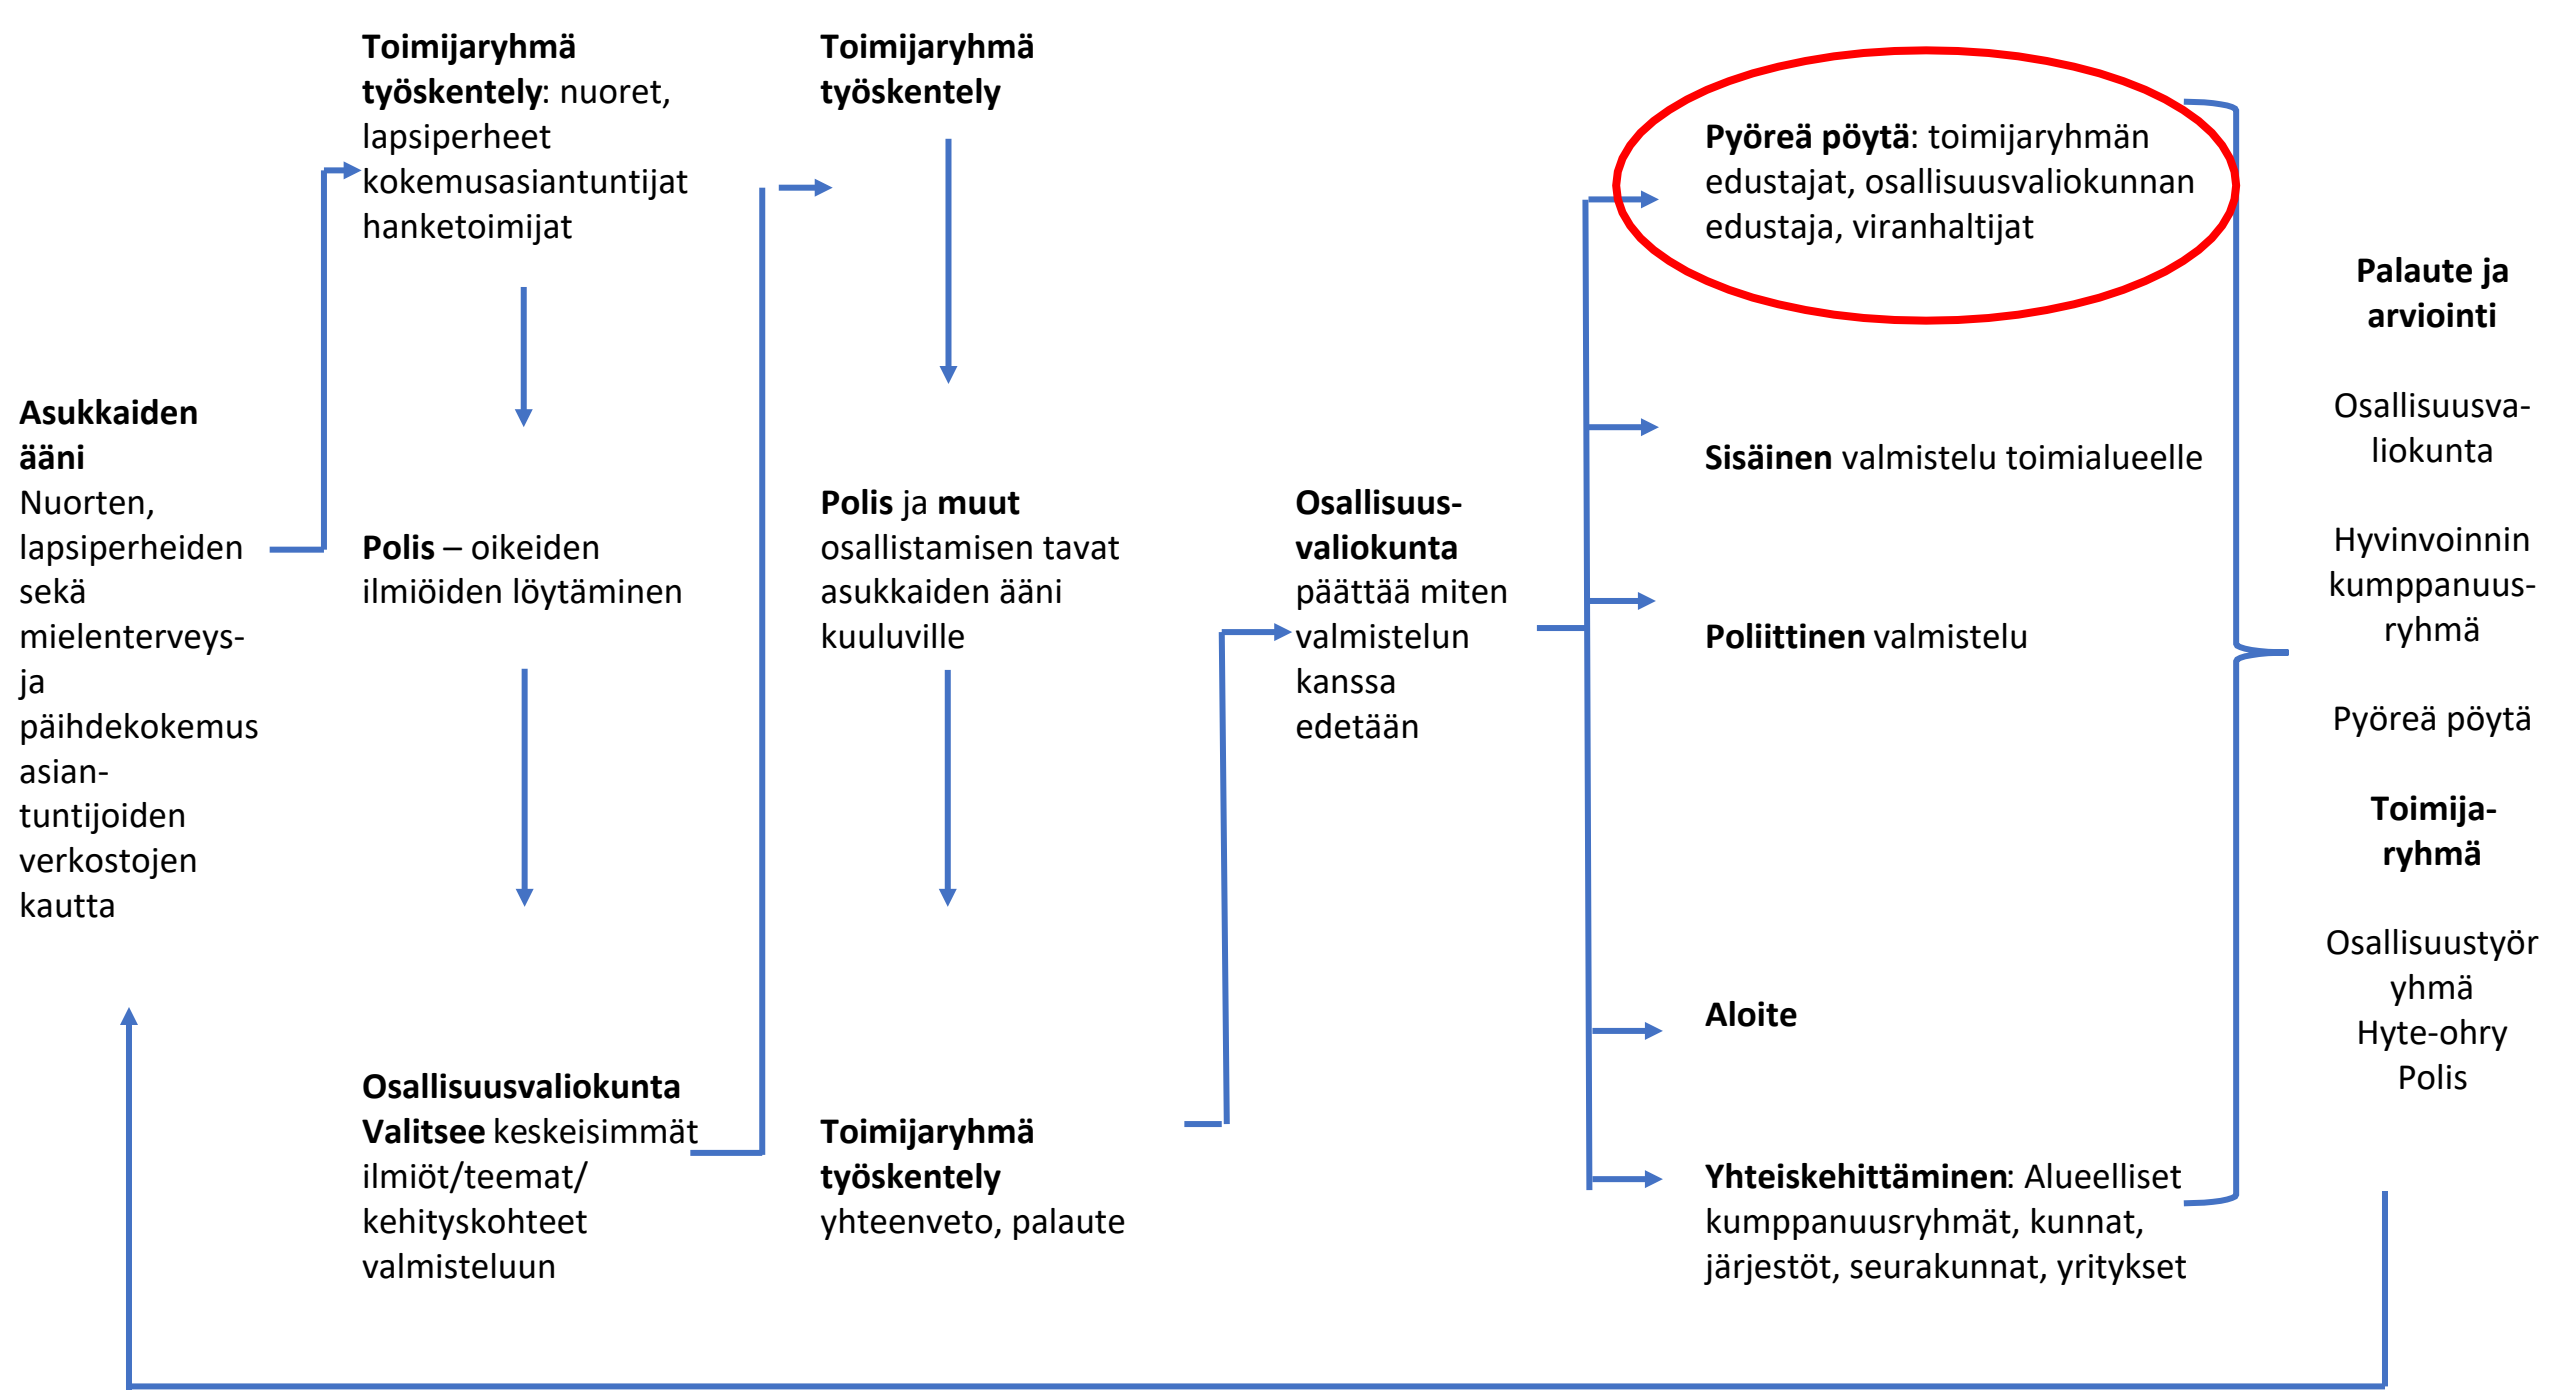 Asukkaiden
ääni
Nuorten,
lapsiperheiden
sekä
mielenterveys-
ja
päihdekokemus
asian-
tuntijoiden
verkostojen
kautta
Toimijaryhmä
työskentely: nuoret,
lapsiperheet
kokemusasiantuntijat
hanketoimijat
Polis – oikeiden
ilmiöiden löytäminen
Osallisuusvaliokunta
Valitsee keskeisimmät
ilmiöt/teemat/
kehityskohteet
valmisteluun
Toimijaryhmä
työskentely
Polis ja muut
osallistamisen tavat
asukkaiden ääni
kuuluville
Toimijaryhmä
työskentely
yhteenveto, palaute
Osallisuus-
valiokunta
päättää miten
valmistelun
kanssa
edetään
Pyöreä pöytä: toimijaryhmän
edustajat, osallisuusvaliokunnan
edustaja, viranhaltijat
Sisäinen valmistelu toimialueelle
Poliittinen valmistelu
Aloite
Yhteiskehittäminen: Alueelliset
kumppanuusryhmät, kunnat,
järjestöt, seurakunnat, yritykset
Palaute ja
arviointi
Osallisuusva-
liokunta
Hyvinvoinnin
kumppanuus-
ryhmä
Pyöreä pöytä
Toimija-
ryhmä
Osallisuustyör
yhmä
Hyte-ohry
Polis